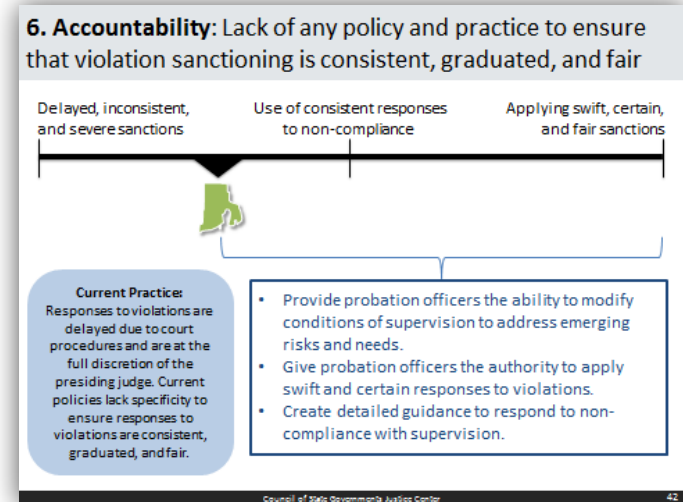 6. Accountability: Lack of any policy and practice to ensure
that violation sanctioning is consistent, graduated, and fair
Delayed, inconsistent,
and severe sanctions
Use of consistent responses
to non-compliance
Applying swift, certain,
and fair sanctions
Current Practice:
Responses to violations are
delayed due to court
procedures and are at the
full discretion of the
presiding judge. Current
policies lack specificity to
ensure responses to
violations are consistent,
graduated, and fair.
• Provide probation officers the ability to modify
conditions of supervision to address emerging
risks and needs.
• Give probation officers the authority to apply
swift and certain responses to violations.
• Create detailed guidance to respond to non-
compliance with supervision.
Council of State Governments Justice Center
42